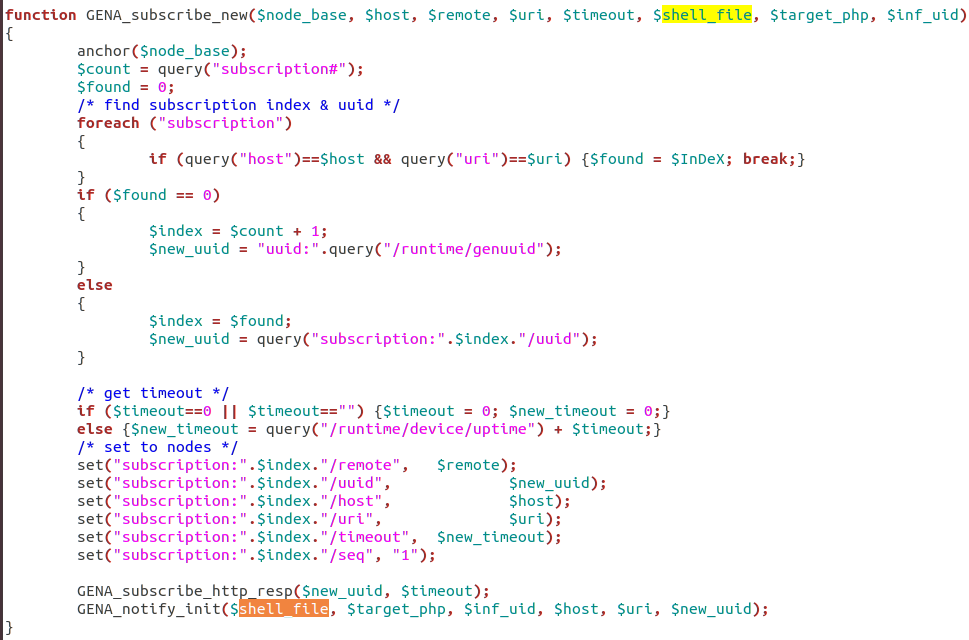 function GENA_subscribe_new($node_base, $host, $remote, $uri, $timeout, $shell_file, $target_php, $inf_uid)
{
        anchor($node_base);
        $count = query("subscription#");
        $found = 0;
        /* find subscription index & uuid */
        foreach ("subscription")
        {
                if (query("host")==$host && query("uri")==$uri) {$found = $InDeX; break;}
        }
        if ($found == 0)
        {
                $index = $count + 1;
                $new_uuid = "uuid:".query("/runtime/genuuid");
        }
        else
        {
                $index = $found;
                $new_uuid = query("subscription:".$index."/uuid");
        }

        /* get timeout */
        if ($timeout==0 || $timeout=="") {$timeout = 0; $new_timeout = 0;}
        else {$new_timeout = query("/runtime/device/uptime") + $timeout;}
        /* set to nodes */
        set("subscription:".$index."/remote",   $remote);
        set("subscription:".$index."/uuid",             $new_uuid);
        set("subscription:".$index."/host",             $host);
        set("subscription:".$index."/uri",              $uri);
        set("subscription:".$index."/timeout",  $new_timeout);
        set("subscription:".$index."/seq", "1");

        GENA_subscribe_http_resp($new_uuid, $timeout);
        GENA_notify_init($shell_file, $target_php, $inf_uid, $host, $uri, $new_uuid);
}